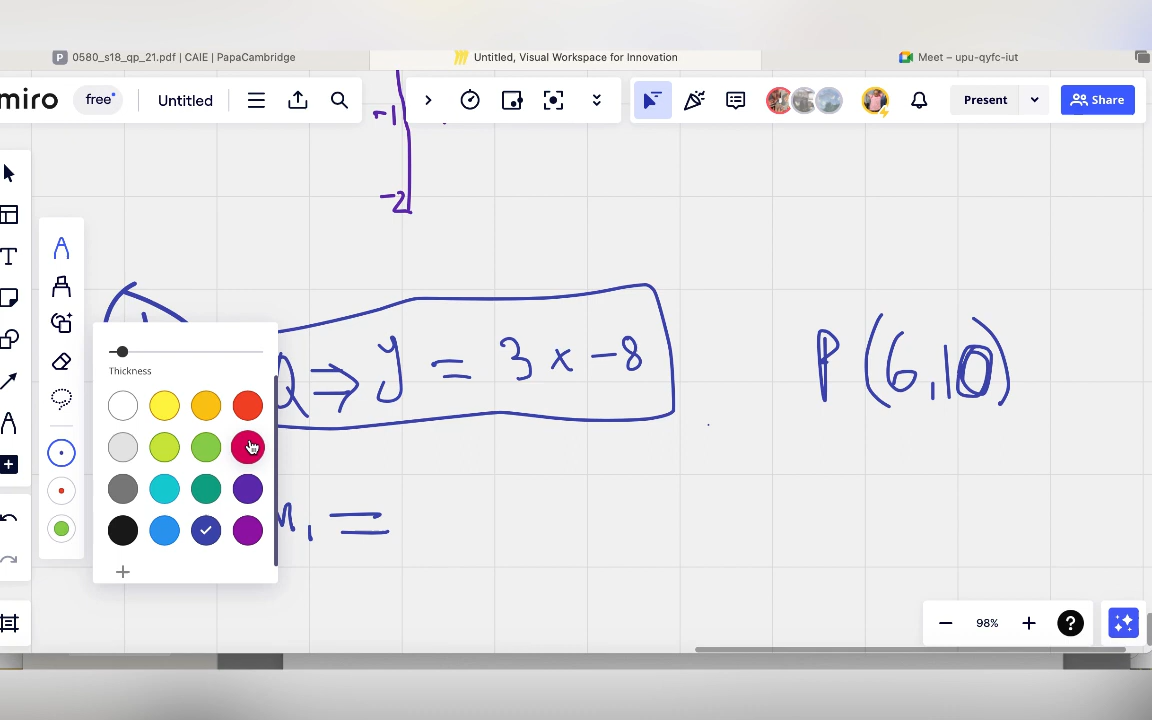 0580_s18_qp_21.pdf | CAIE | PapaCambridge
Untitled, Visual Workspace for Innovation
Meet – upu-qyfc-iut
miro
free
Untitled
Present
Share
-1
-2
Thickness
Q ⇒ y = 3x - 8
P (6,10)
1 =
98%